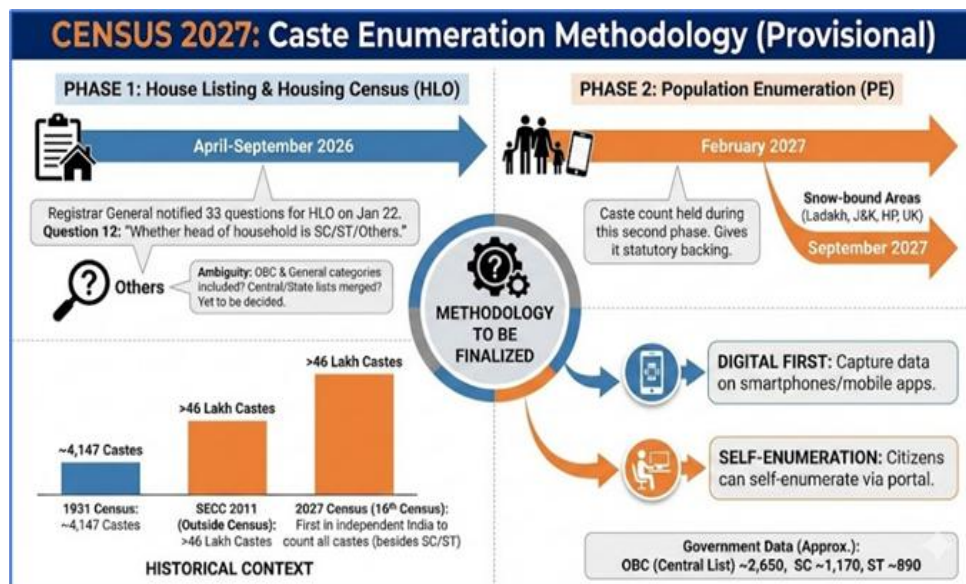 CENSUS 2027: Caste Enumeration Methodology (Provisional)
PHASE 1: House Listing & Housing Census (HLO)
April-September 2026
Registrar General notified 33 questions for HLO on Jan 22.
Question 12: "Whether head of household is SC/ST/Others."
?
Others
Ambiguity: OBC & General categories
included? Central/State lists merged?
Yet to be decided.
PHASE 2: Population Enumeration (PE)
February 2027
Caste count held during
this second phase. Gives
it statutory backing.
Snow-bound Areas
(Ladakh, J&K, HP, UK)
September 2027
?
METHODOLOGY
TO BE
FINALIZED
~4,147 Castes
>46 Lakh Castes
>46 Lakh Castes
1931 Census:
~4,147 Castes
SECC 2011
(Outside Census):
>46 Lakh Castes
2027 Census (16th Census):
First in independent India to
count all castes (besides SC/ST)
HISTORICAL CONTEXT
DIGITAL FIRST: Capture data
on smartphones/mobile apps.
SELF-ENUMERATION: Citizens
can self-enumerate via portal.
Government Data (Approx.):
OBC (Central List) ~2,650, SC ~1,170, ST ~890